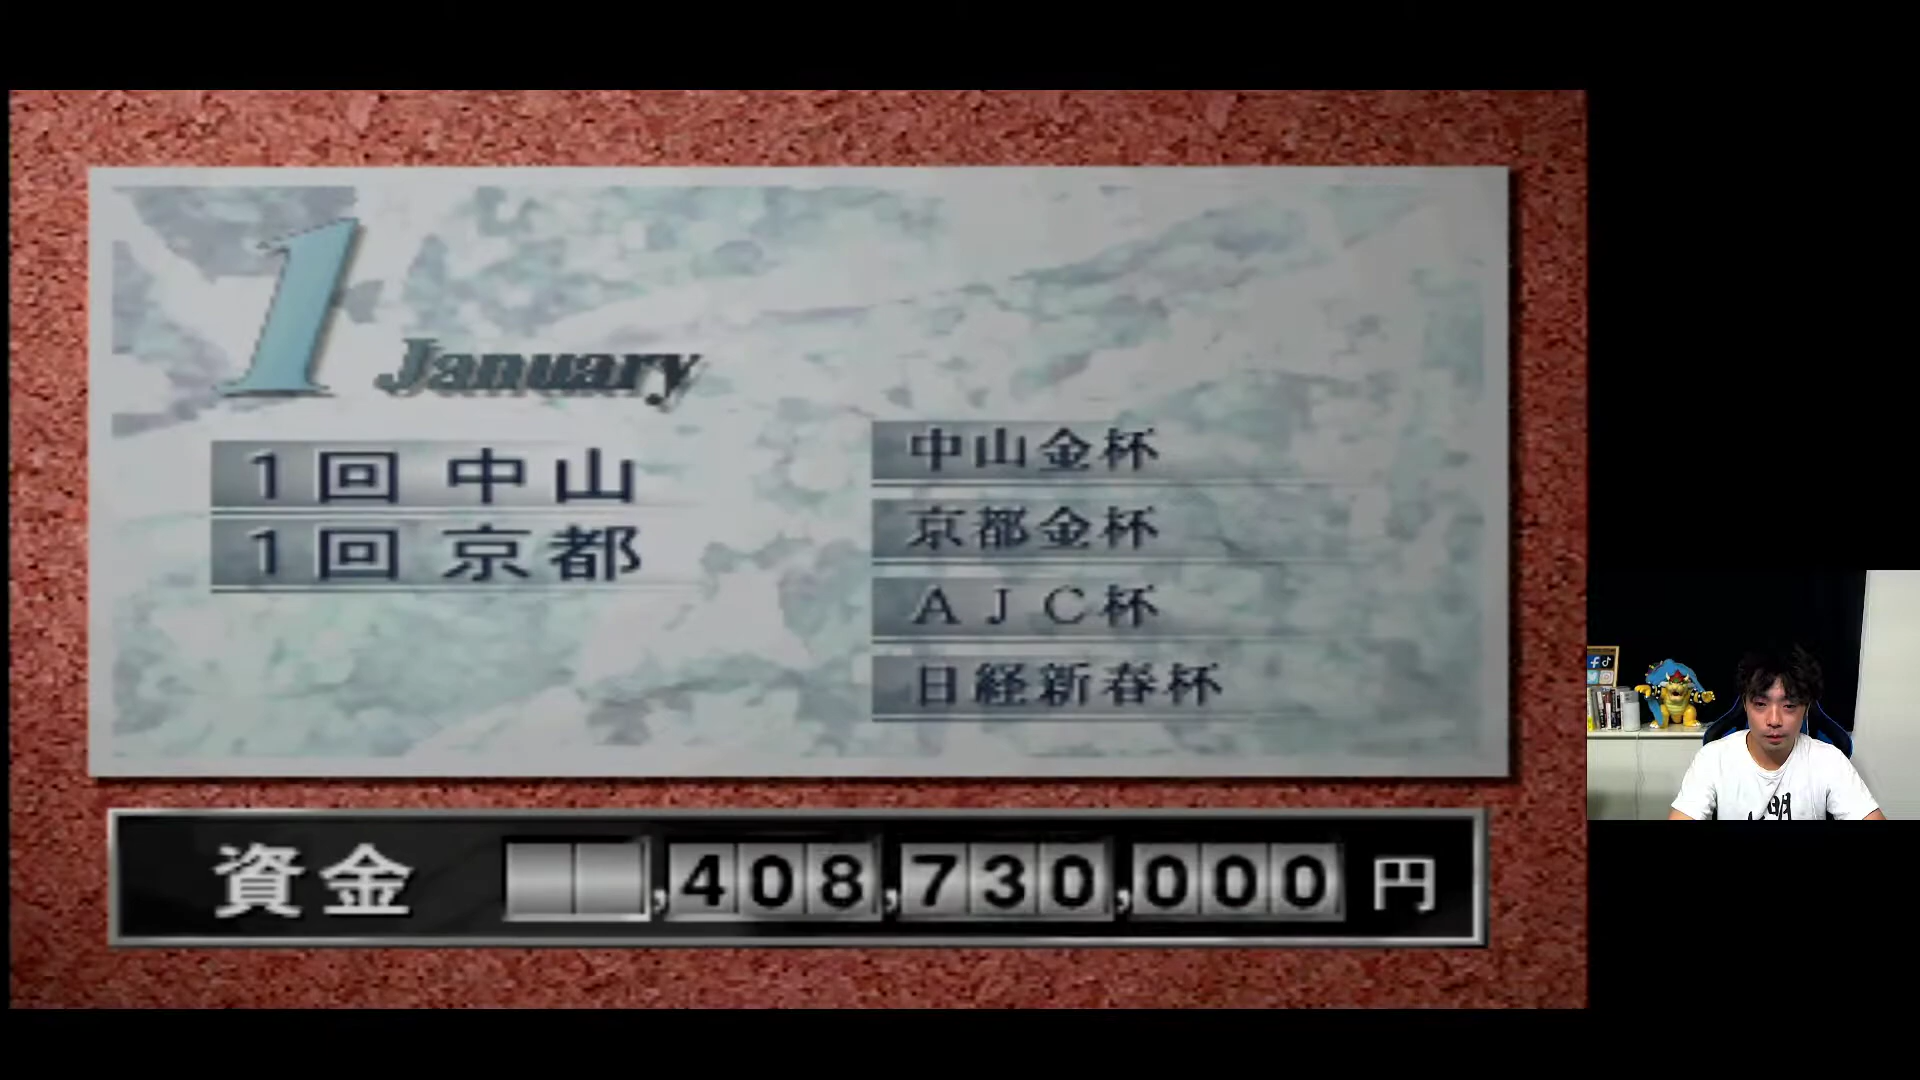 1
January
1回 中山
1回 京都
中山金杯
京都金杯
AJC杯
日経新春杯
資金 ,408,730,000 円
明